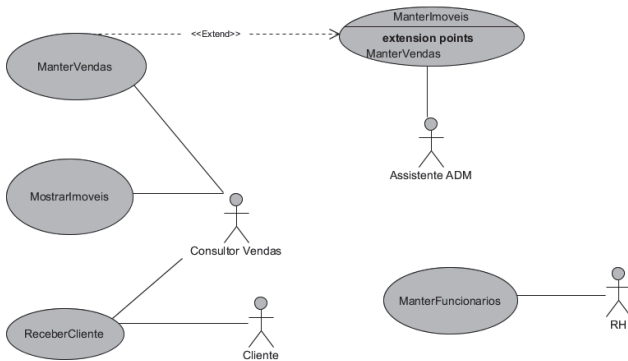 ManterImoveis
<<Extend>>
extension points
ManterVendas
ManterVendas
Assistente ADM
MostrarImoveis
Consultor Vendas
ManterFuncionarios
RH
ReceberCliente
Cliente